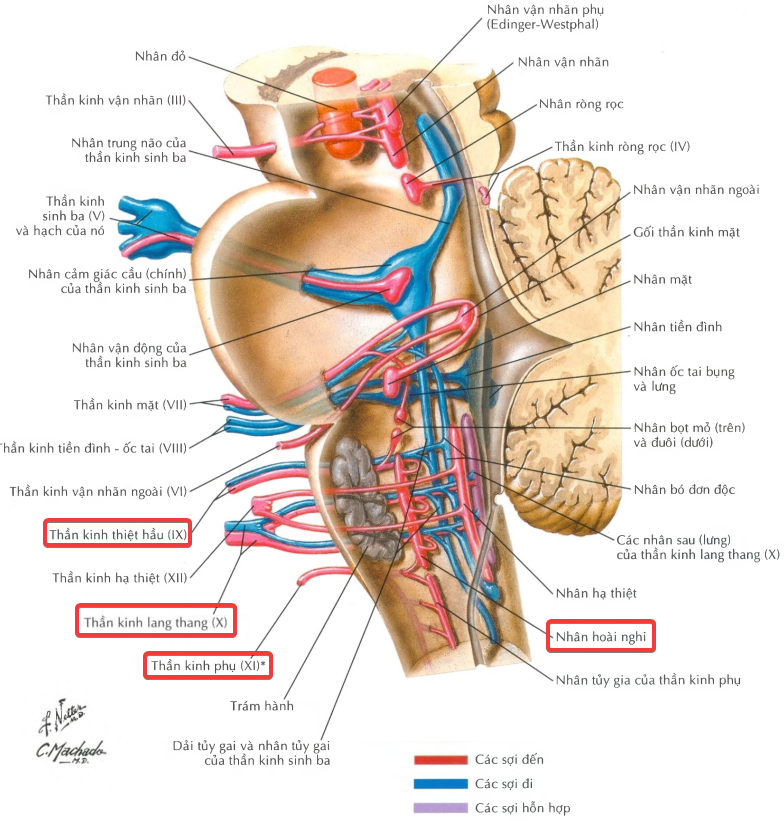 Nhân vận nhãn phụ
(Edinger-Westphal)
Nhân đỏ
Nhân vận nhãn
Thần kinh vận nhãn (III)
Nhân ròng rọc
Nhân trung não của
thần kinh sinh ba
Thần kinh ròng rọc (IV)
Thần kinh
sinh ba (V)
và hạch của nó
Nhân vận nhãn ngoài
Gối thần kinh mặt
Nhân cảm giác cầu (chính)
của thần kinh sinh ba
Nhân mặt
Nhân tiền đình
Nhân vận động của
thần kinh sinh ba
Nhân ốc tai bụng
và lưng
Thần kinh mặt (VII)
Nhân bọt mỏ (trên)
và đuôi (dưới)
Thần kinh tiền đình - ốc tai (VIII)
Thần kinh vận nhãn ngoài (VI)
Nhân bó đơn độc
Thần kinh thiệt hầu (IX)
Các nhân sau (lưng)
của thần kinh lang thang (X)
Thần kinh hạ thiệt (XII)
Nhân hạ thiệt
Thần kinh lang thang (X)
Nhân hoài nghi
Thần kinh phụ (XI)*
Nhân tủy gia của thần kinh phụ
Trám hành
Dải tủy gai và nhân tủy gai
của thần kinh sinh ba
F. Netter
M.D.
C. Machado
M.D.
Các sợi đến
Các sợi đi
Các sợi hỗn hợp